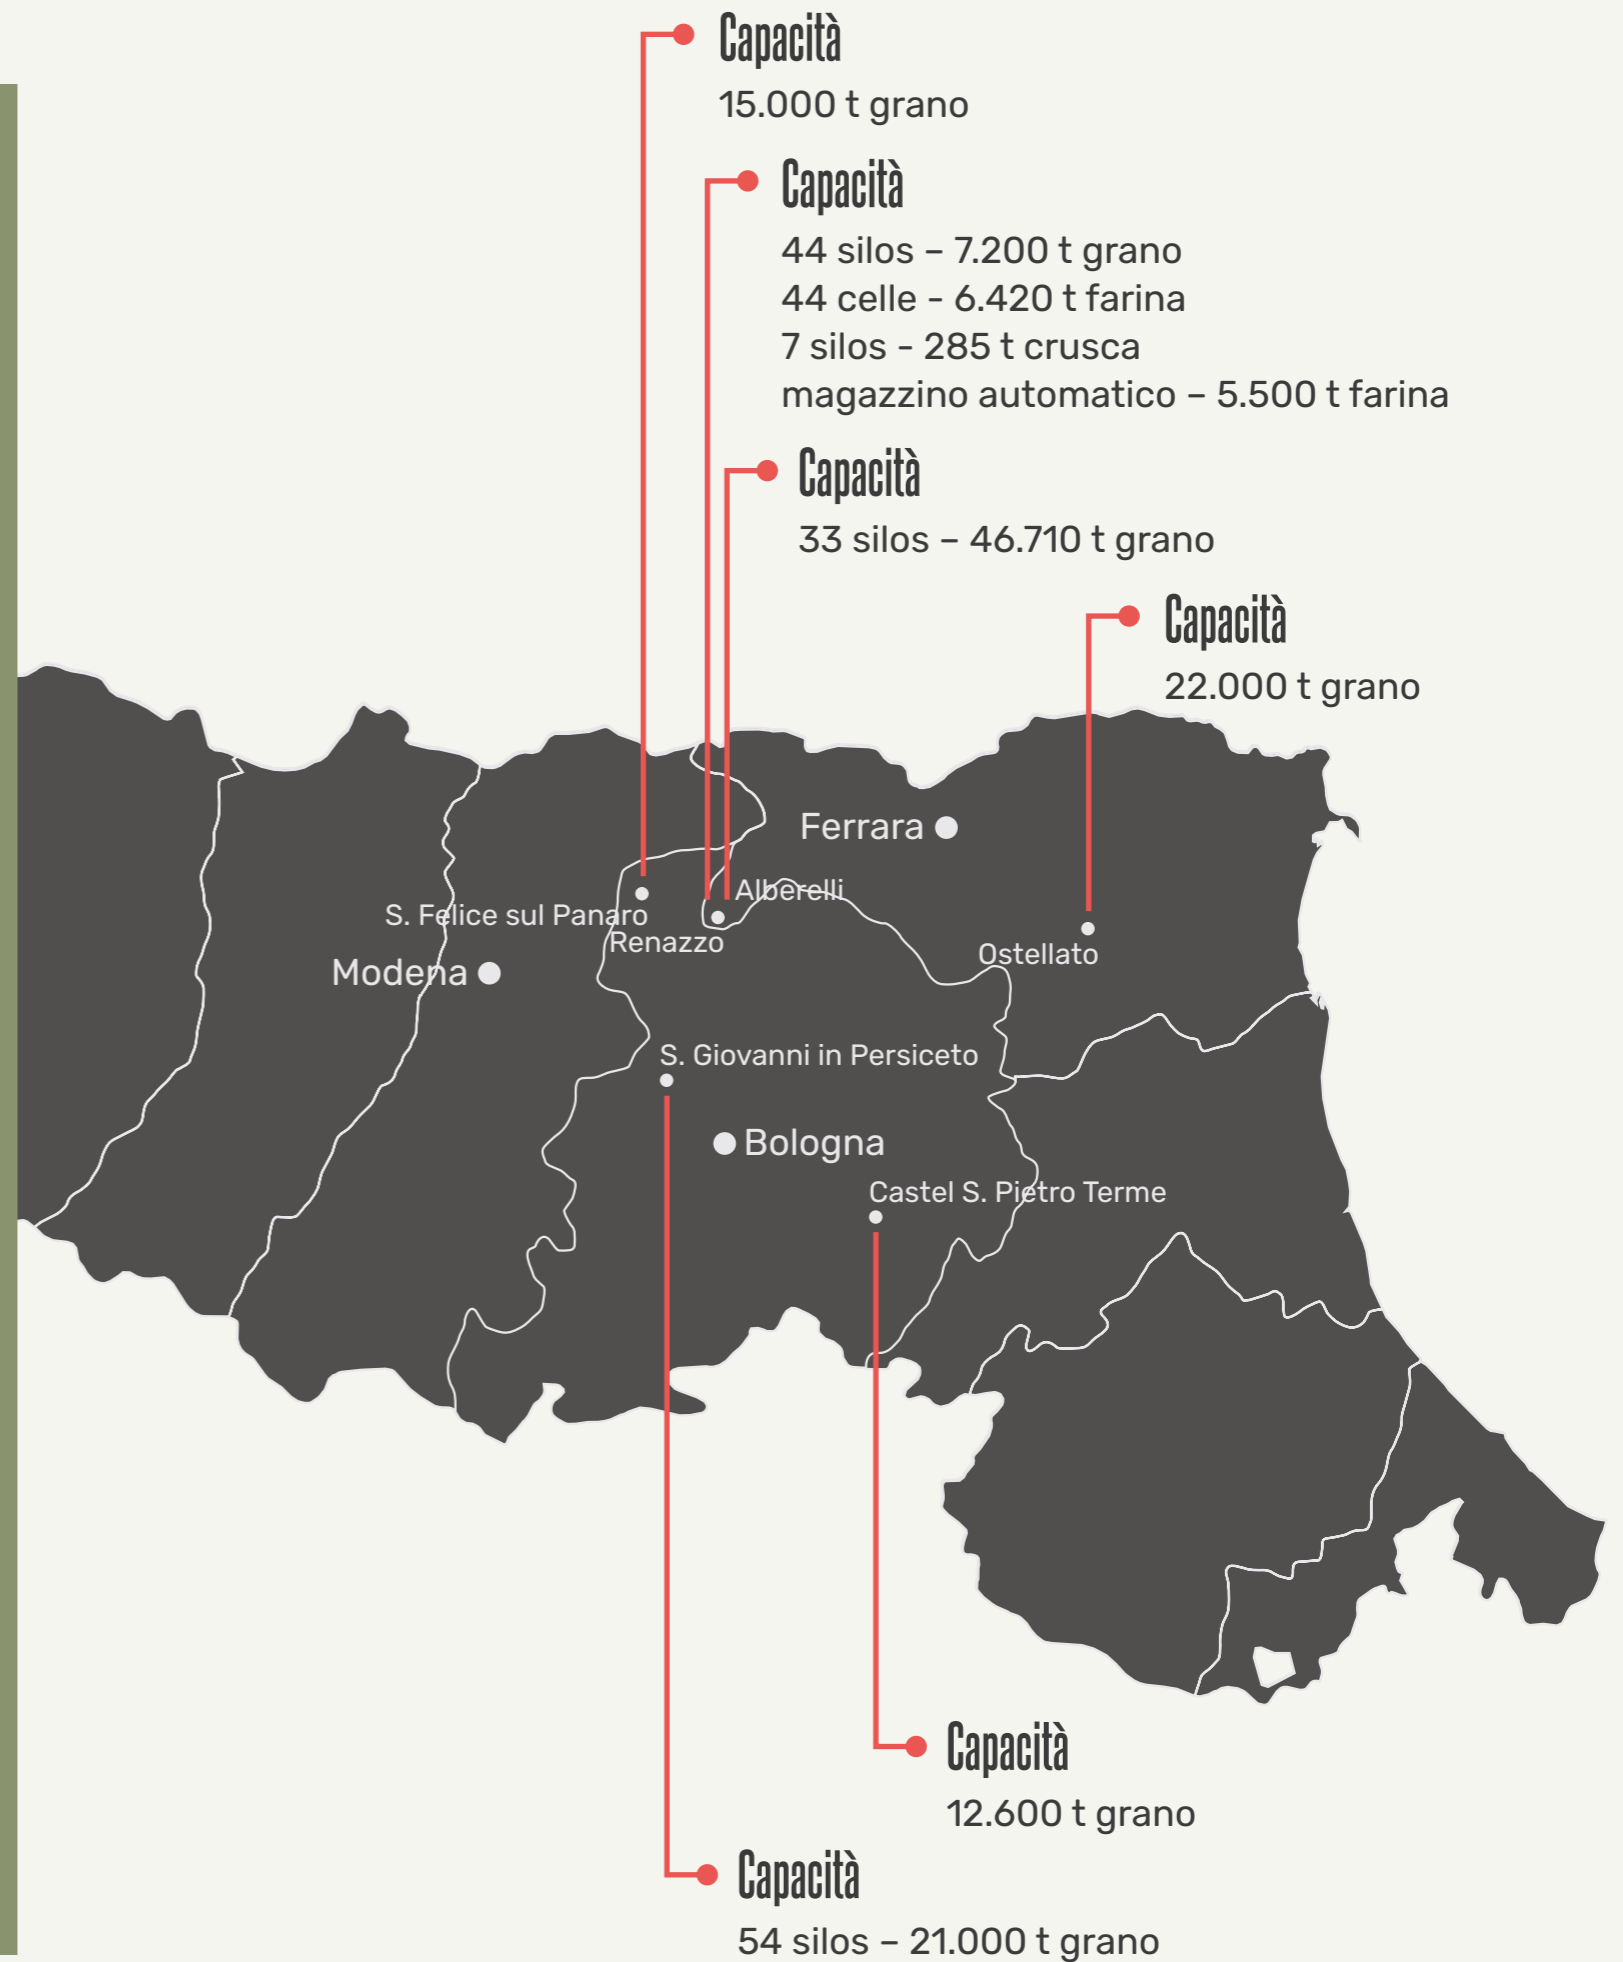 Capacità
15.000 t grano
Capacità
44 silos – 7.200 t grano
44 celle - 6.420 t farina
7 silos - 285 t crusca
magazzino automatico – 5.500 t farina
Capacità
33 silos – 46.710 t grano
Capacità
22.000 t grano
Ferrara
Alberelli
S. Felice sul Panaro
Renazzo
Ostellato
Modena
S. Giovanni in Persiceto
Bologna
Castel S. Pietro Terme
Capacità
12.600 t grano
Capacità
54 silos – 21.000 t grano